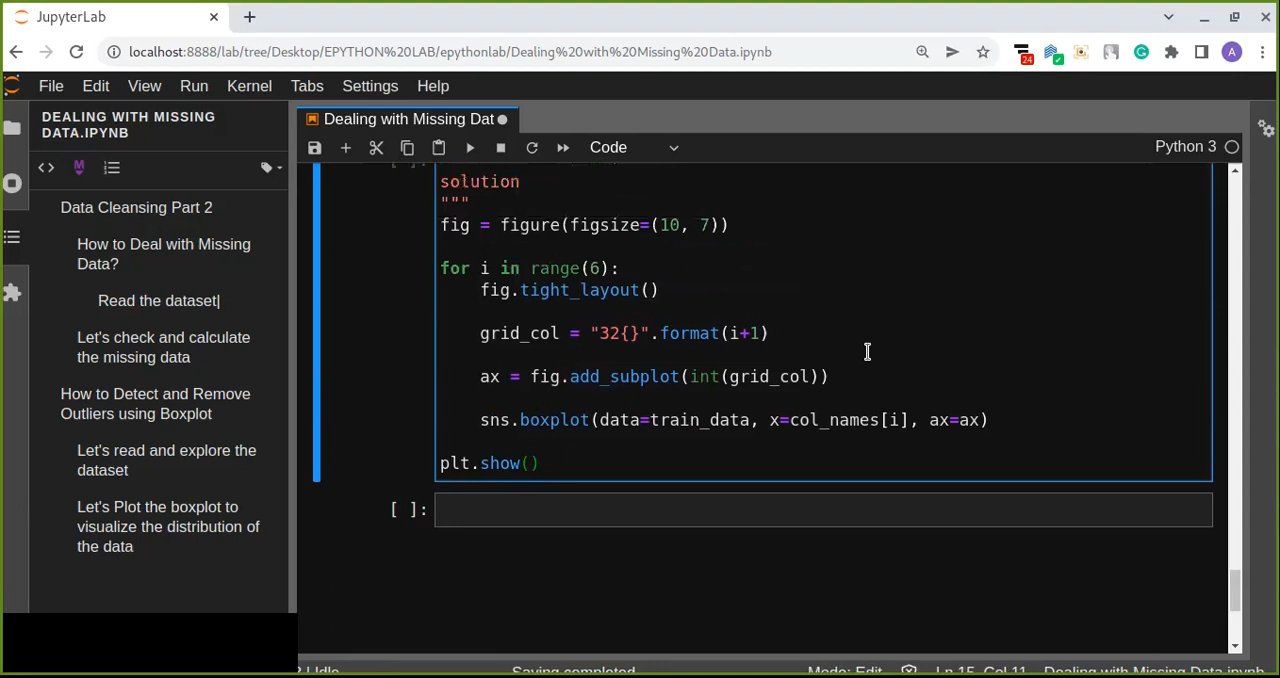 JupyterLab
localhost:8888/lab/tree/Desktop/EPYTHON%20LAB/epythonlab/Dealing%20with%20Missing%20Data.ipynb
24
A
File Edit View Run Kernel Tabs Settings Help
DEALING WITH MISSING
DATA.IPYNB
M
Data Cleansing Part 2
How to Deal with Missing
Data?
Read the dataset|
Let's check and calculate
the missing data
How to Detect and Remove
Outliers using Boxplot
Let's read and explore the
dataset
Let's Plot the boxplot to
visualize the distribution of
the data
Dealing with Missing Dat
Code
Python 3
solution
"""
fig = figure(figsize=(10, 7))
for i in range(6):
fig.tight_layout()
grid_col = "32{}".format(i+1)
ax = fig.add_subplot(int(grid_col))
sns.boxplot(data=train_data, x=col_names[i], ax=ax)
plt.show()
[ ]:
Idle
Saving completed
Mode: Edit
Ln 15, Col 11
Dealing with Missing Data.ipynb